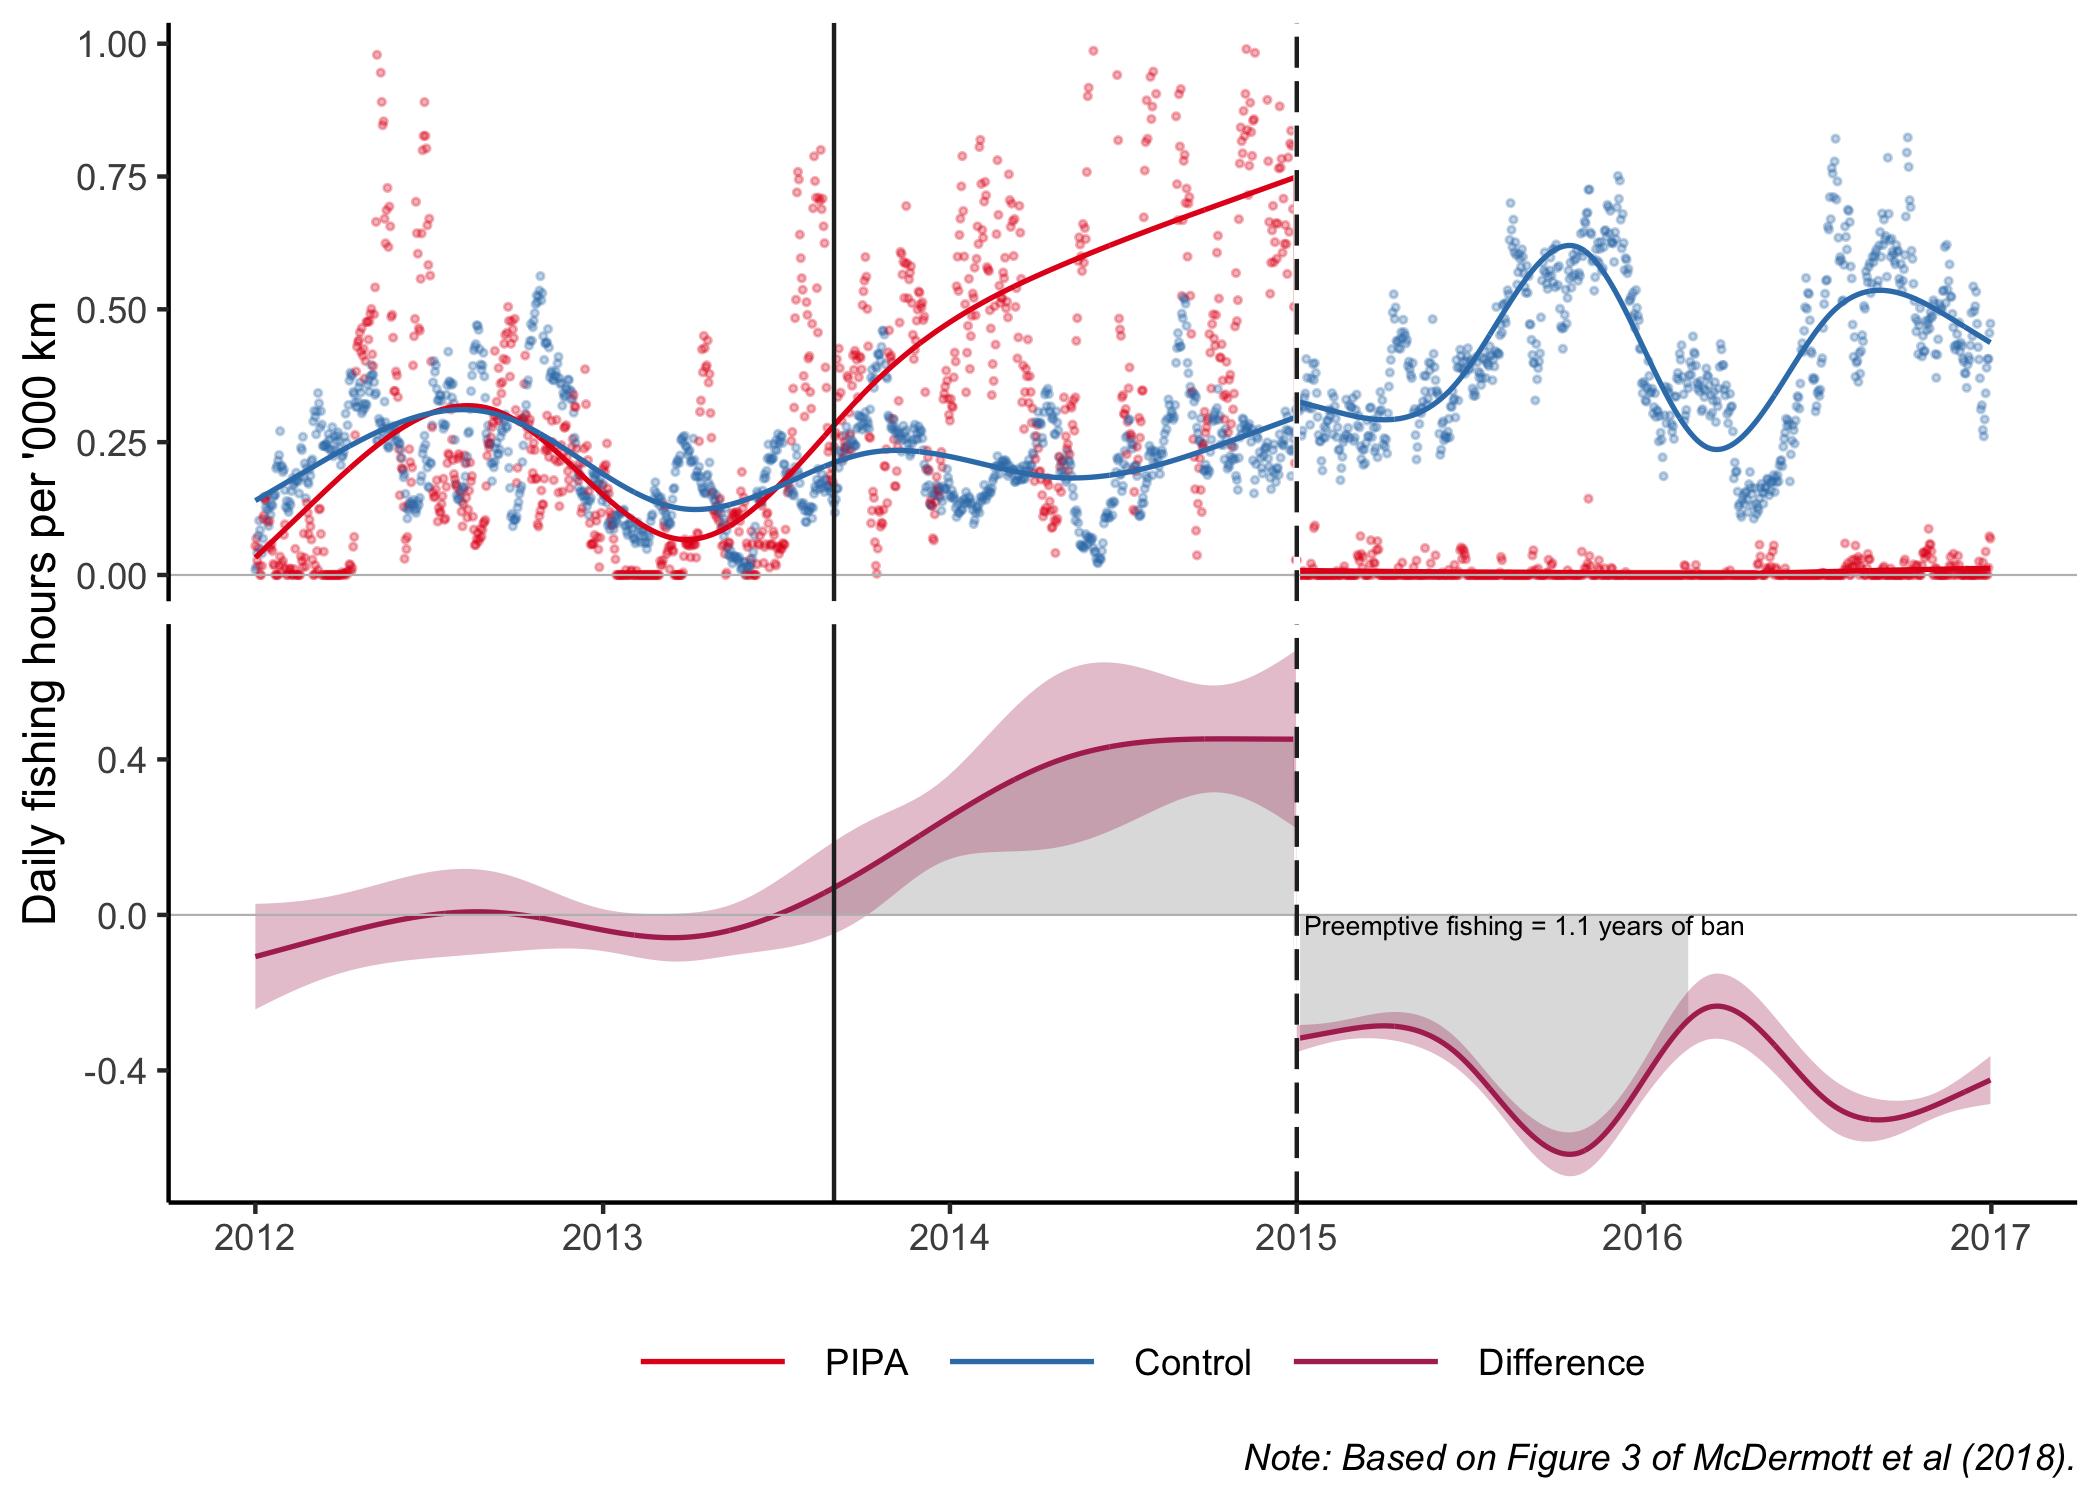 Daily fishing hours per '000 km
1.00
0.75
0.50
0.25
0.00
0.4
0.0
-0.4
Preemptive fishing = 1.1 years of ban
2012 2013 2014 2015 2016 2017
PIPA Control Difference
Note: Based on Figure 3 of McDermott et al (2018).